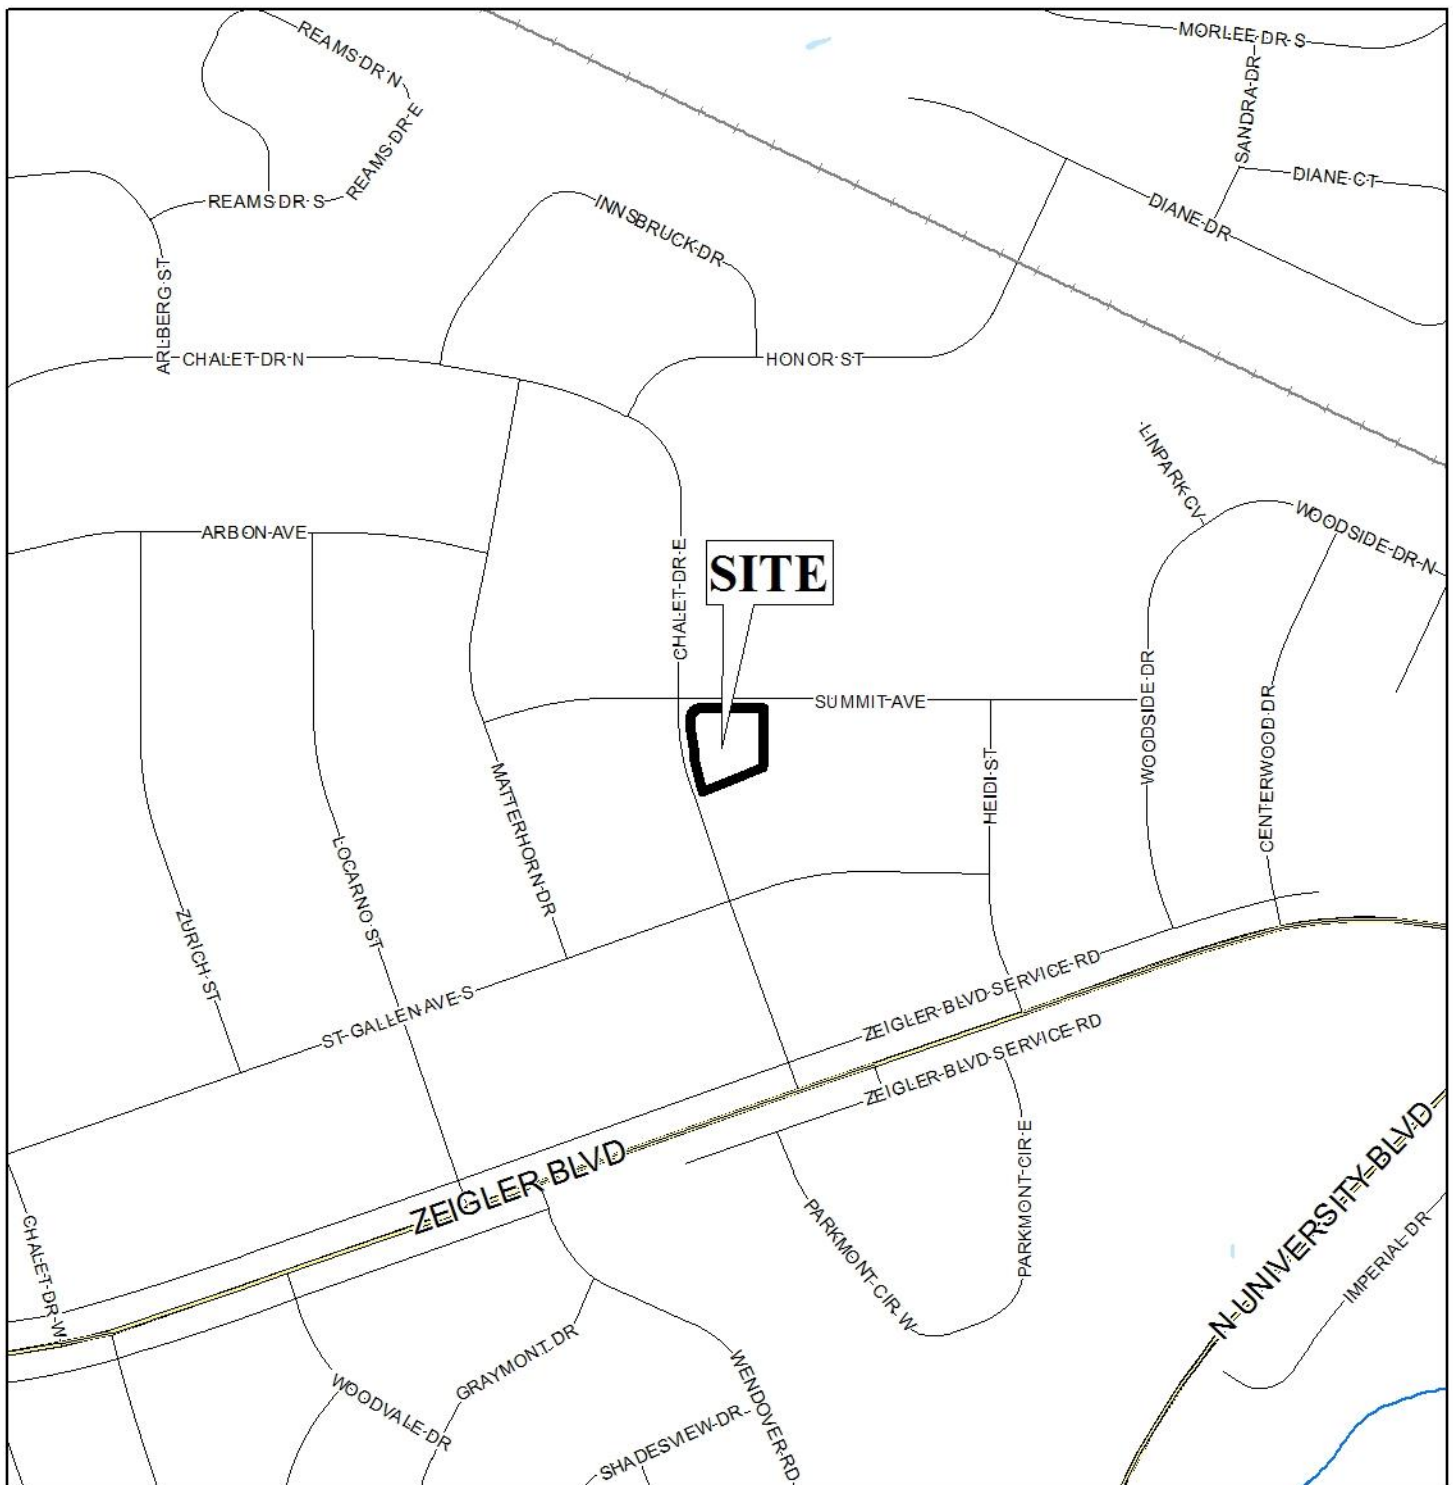 REAMS DR N
MORLEE DR S
SANDRA DR
REAMS DR E
DIANE CT
REAMS DR S
INNSBRUCK DR
DIANE DR
ARLBERG ST
CHALET DR N
HONOR ST
LINPARK CV
WOODSIDE DR N
ARBON AVE
CHALET DR E
SITE
SUMMIT AVE
WOODSIDE DR
CENTERWOOD DR
HEIDI ST
MATTERHORN DR
LOCARNO ST
ZURICH ST
ST GALLEN AVE S
ZEIGLER BLVD SERVICE RD
ZEIGLER BLVD SERVICE RD
ZEIGLER BLVD
PARKMONT CIR E
N UNIVERSITY BLVD
CHALET DR W
PARKMONT CIR W
IMPERIAL DR
GRAYMONT DR
WOODVALE DR
WENDOVER RD
SHADESVIEW DR